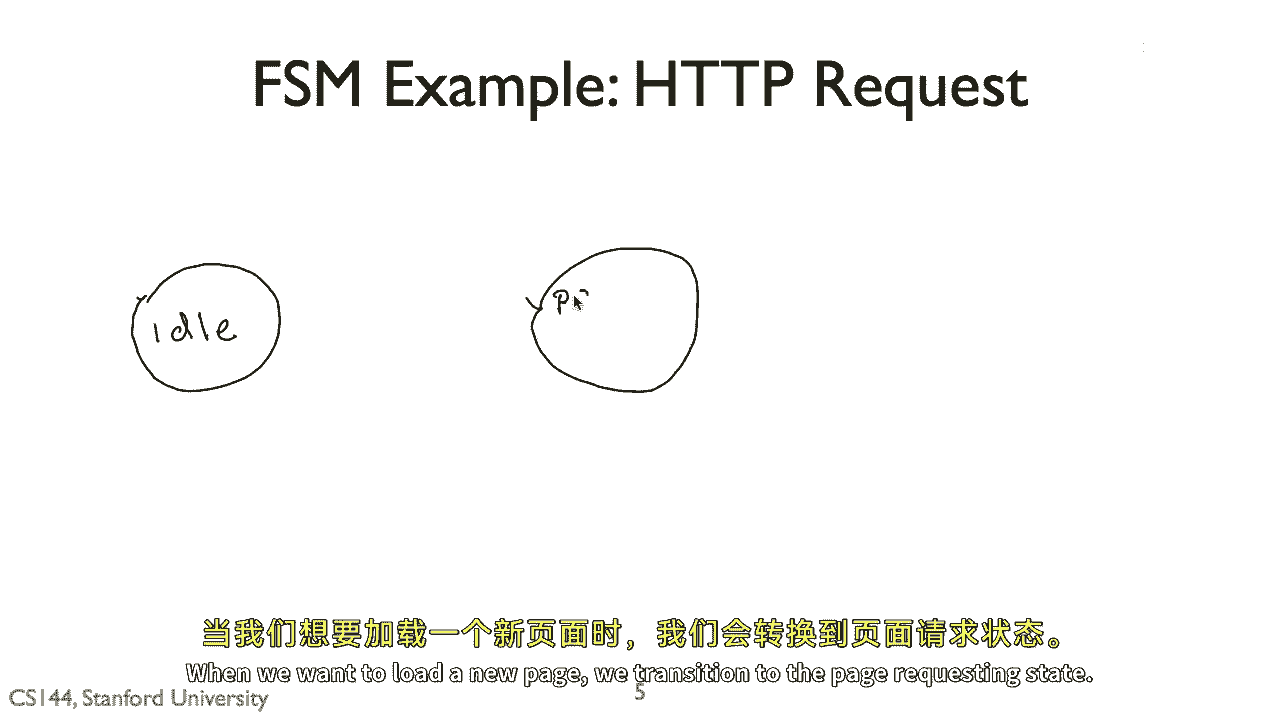 FSM Example: HTTP Request
idle
当我们想要加载一个新页面时，我们会转换到页面请求状态。
When we want to load a new page, we transition to the page requesting state.
CS144, Stanford University
5